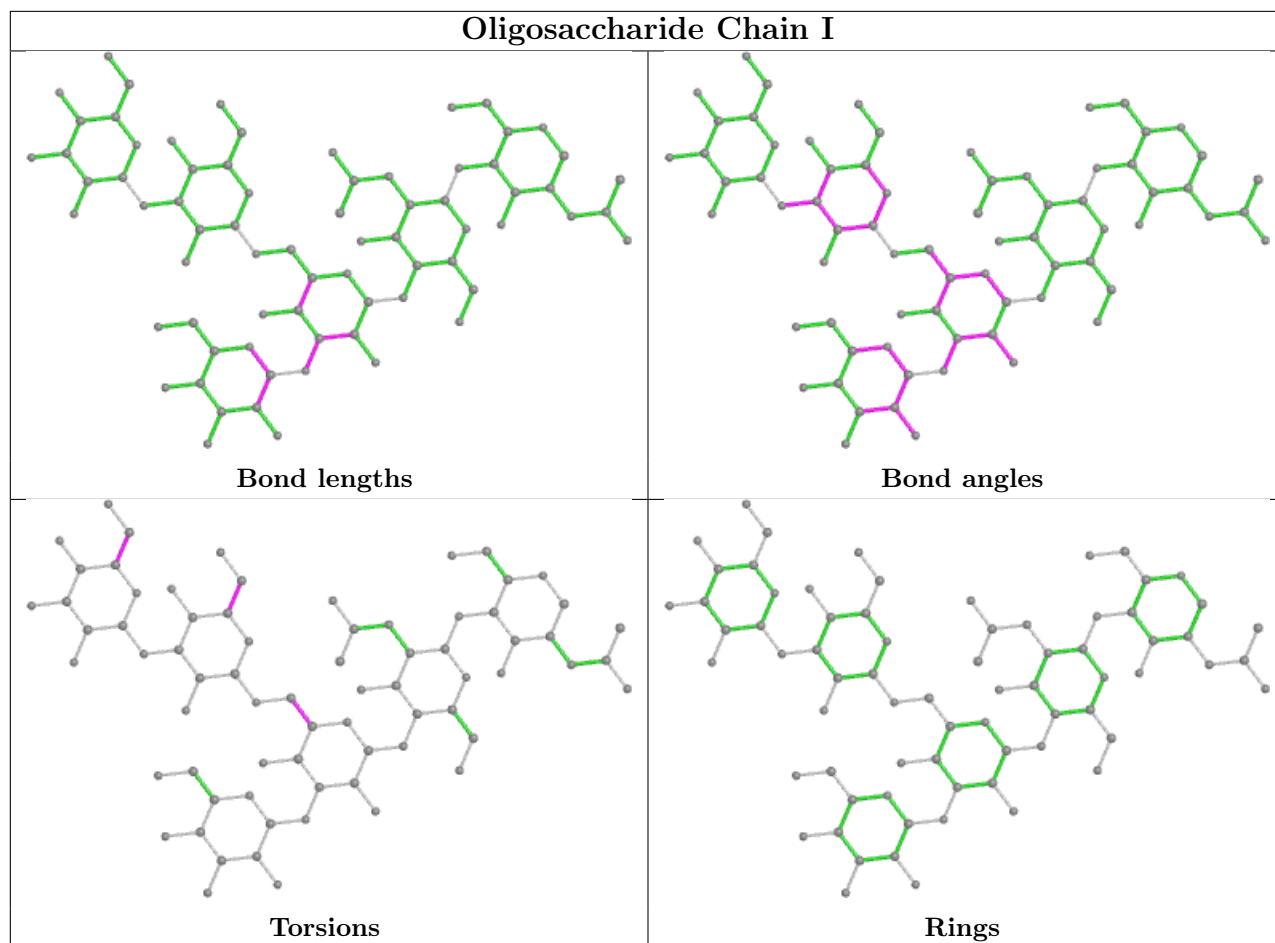 Oligosaccharide Chain I
Bond lengths
Bond angles
Torsions
Rings